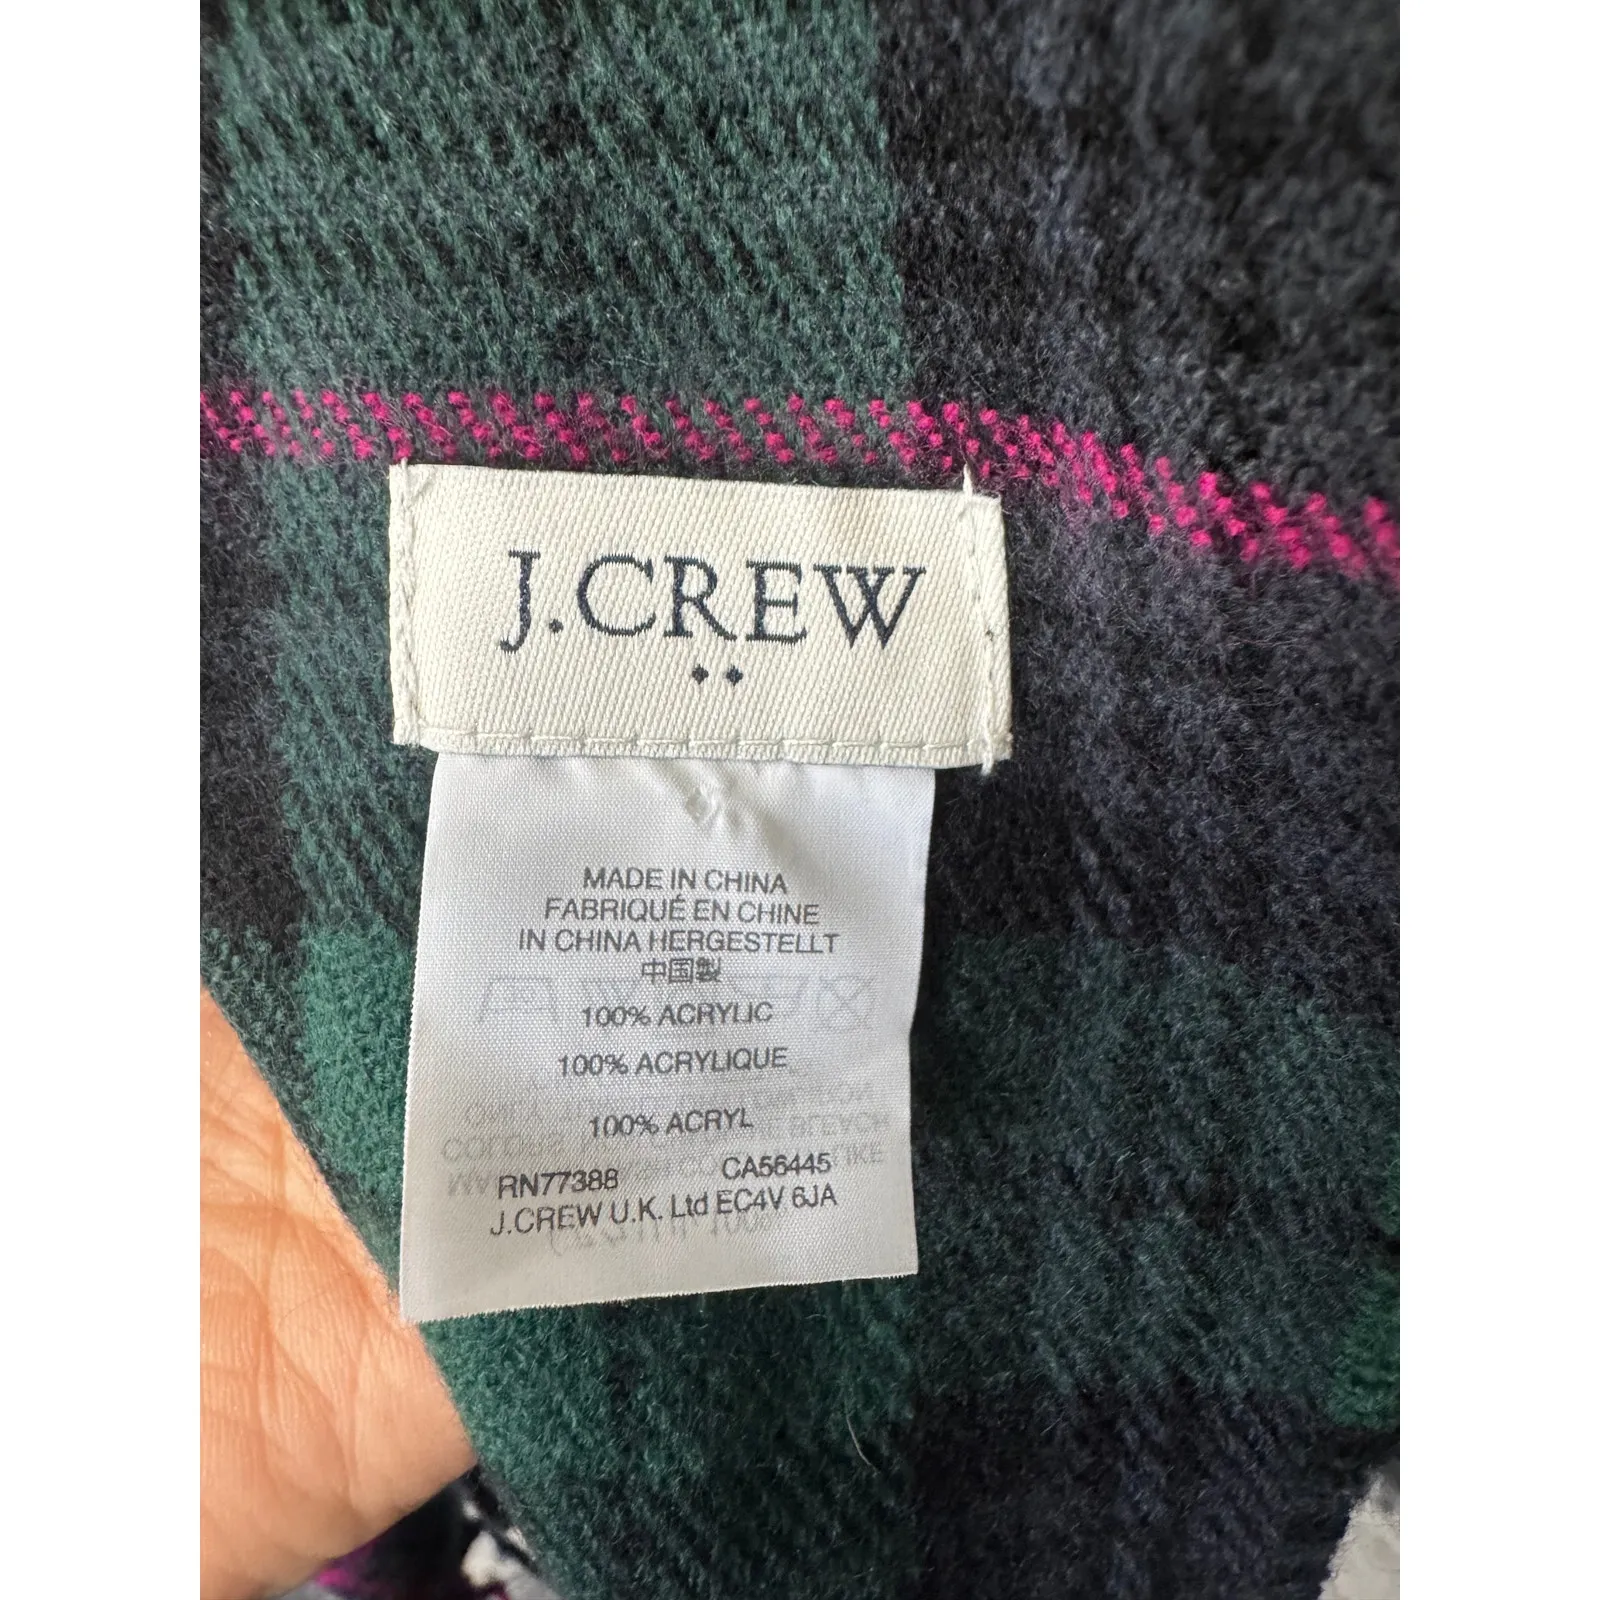 J.CREW
MADE IN CHINA
FABRIQUÉ EN CHINE
IN CHINA HERGESTELLT
中国製
100% ACRYLIC
100% ACRYLIQUE
100% ACRYL
RN77388 CA56445
J.CREW U.K. Ltd EC4V 6JA